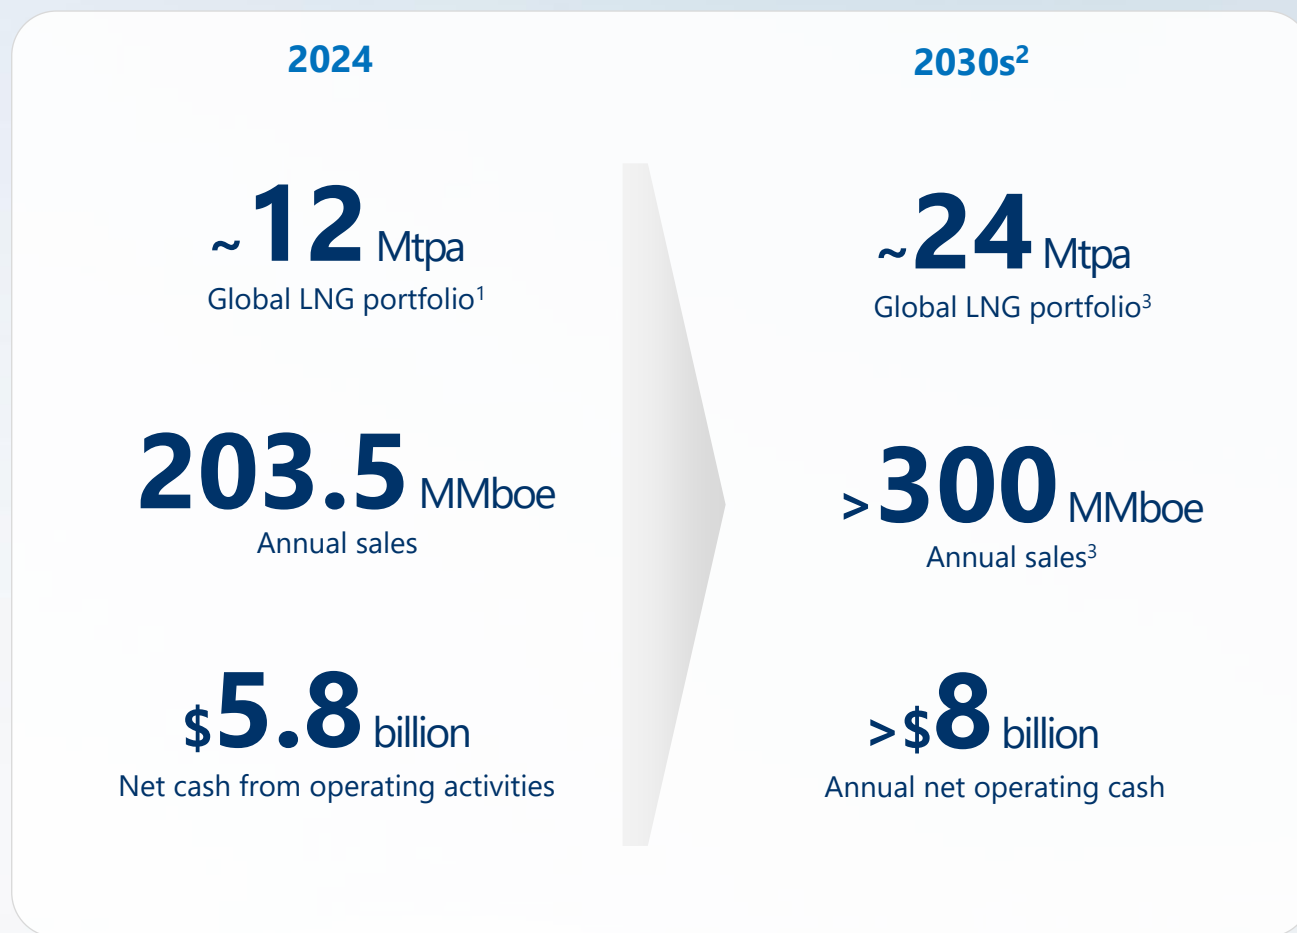 2024
~12 Mtpa
Global LNG portfolio¹
203.5 MMboe
Annual sales
$5.8 billion
Net cash from operating activities
2030s²
~24 Mtpa
Global LNG portfolio³
>300 MMboe
Annual sales³
>$8 billion
Annual net operating cash